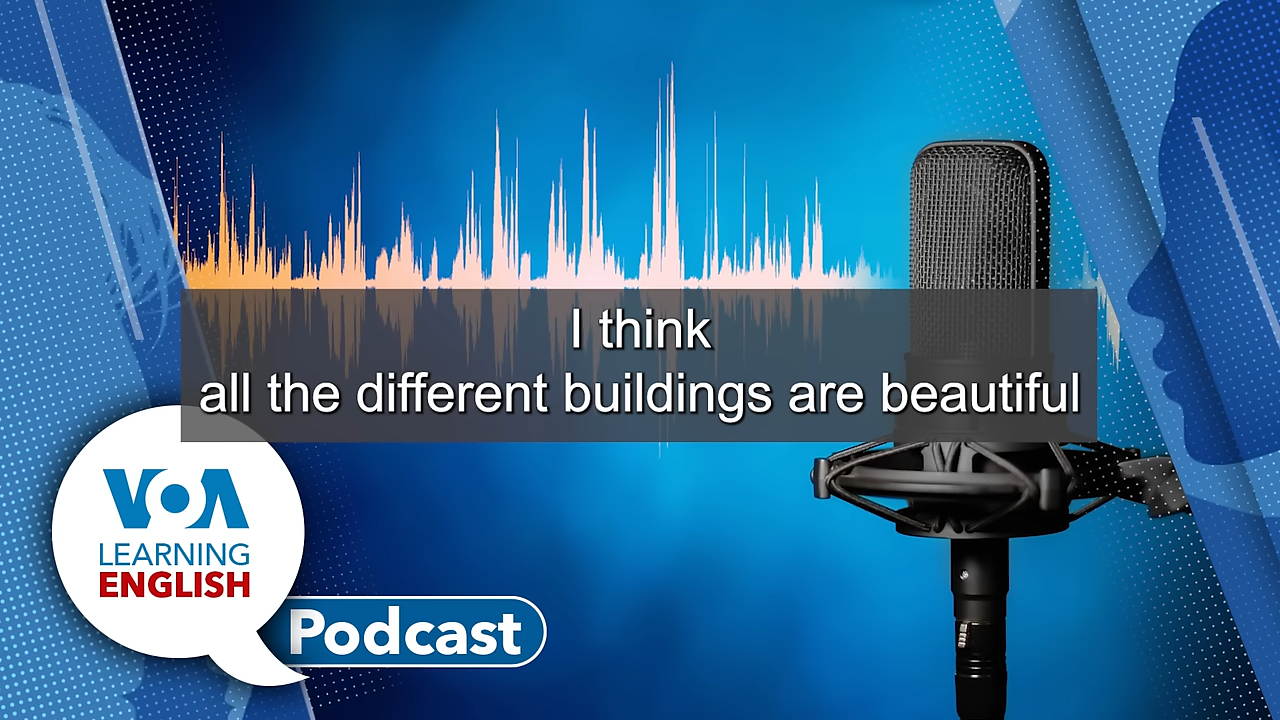 I think
all the different buildings are beautiful
VOA
LEARNING
ENGLISH
Podcast